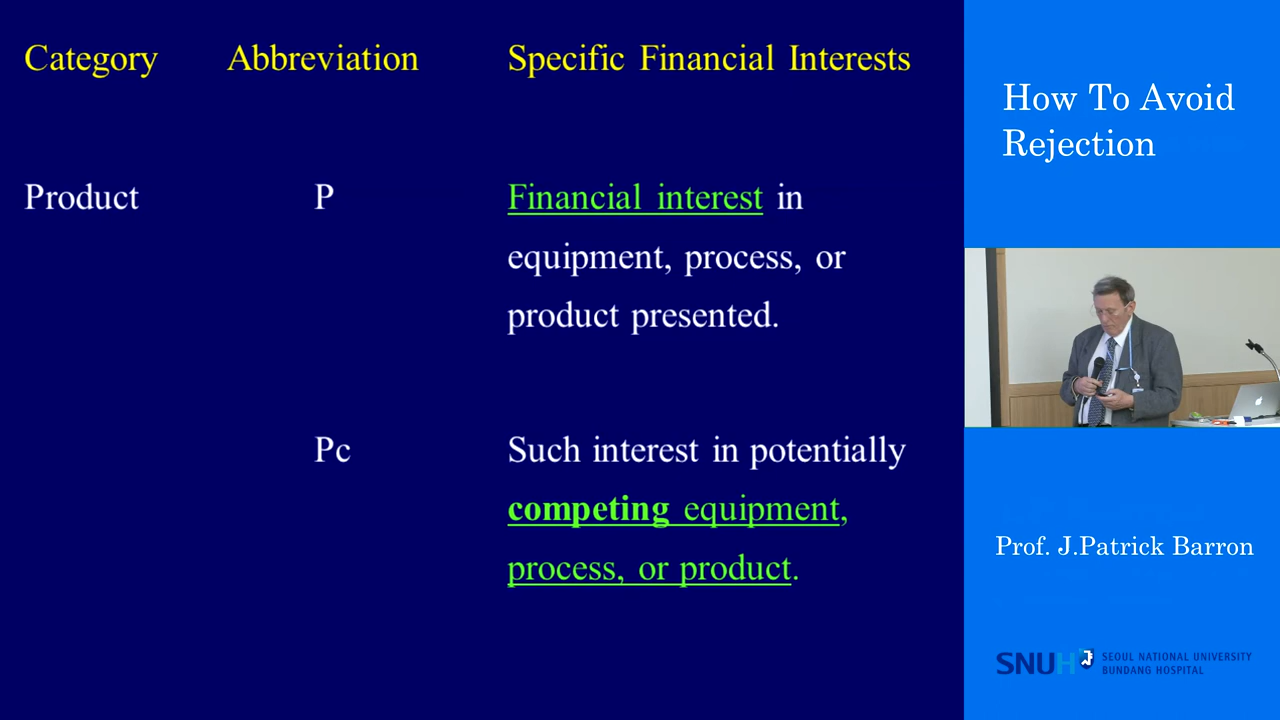 Category Abbreviation Specific Financial Interests
Product P Financial interest in
equipment, process, or
product presented.
Pc Such interest in potentially
competing equipment,
process, or product.
How To Avoid
Rejection
Prof. J.Patrick Barron
SNUH SEOUL NATIONAL UNIVERSITY
BUNDANG HOSPITAL